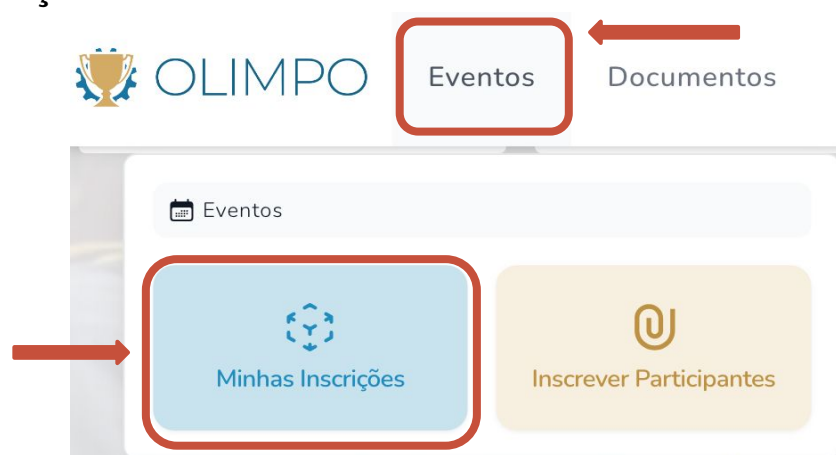 OLIMPO
Eventos
Documentos
Eventos
Minhas Inscrições
Inscrever Participantes